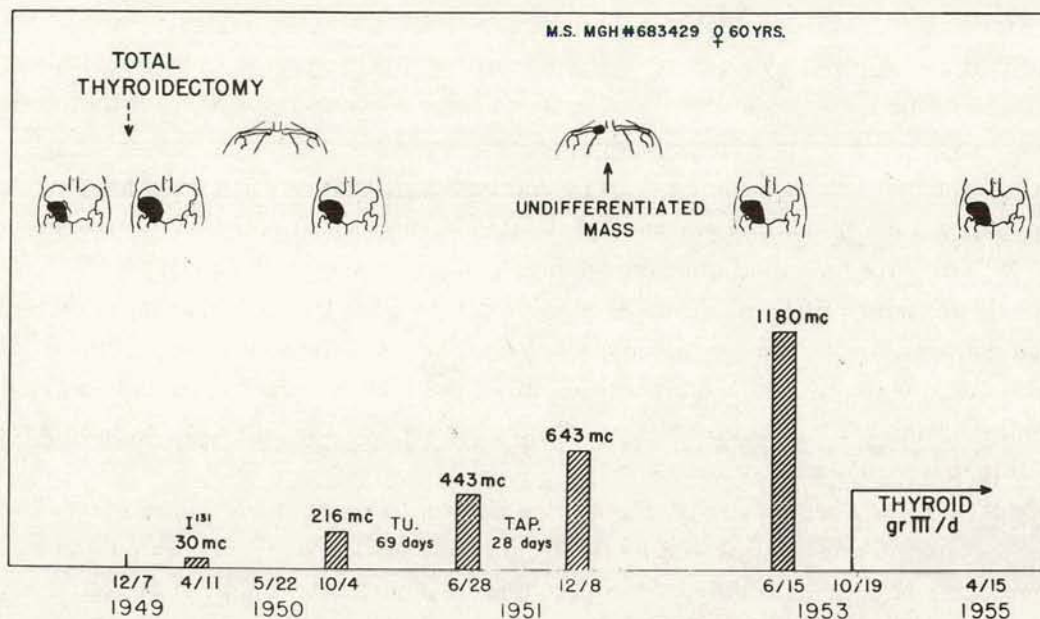 M.S. MGH #683429 ♀ 60 YRS.
TOTAL
THYROIDECTOMY
UNDIFFERENTIATED
MASS
1180 mc
643 mc
443 mc
216 mc
I¹³¹
30 mc
TU.
69 days
TAP.
28 days
THYROID
gr III/d
12/7 4/11 5/22 10/4 6/28 12/8 6/15 10/19 4/15
1949 1950 1951 1953 1955